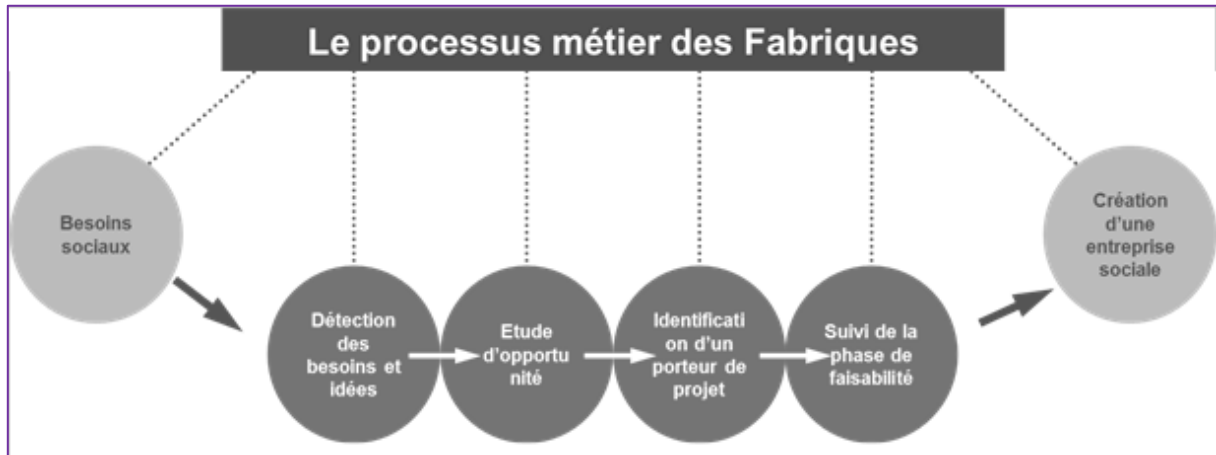 Le processus métier des Fabriques
Besoins
sociaux
Détection
des
besoins et
idées
Etude
d'opportu
nité
Identificati
on d'un
porteur de
projet
Suivi de la
phase de
faisabilité
Création
d'une
entreprise
sociale